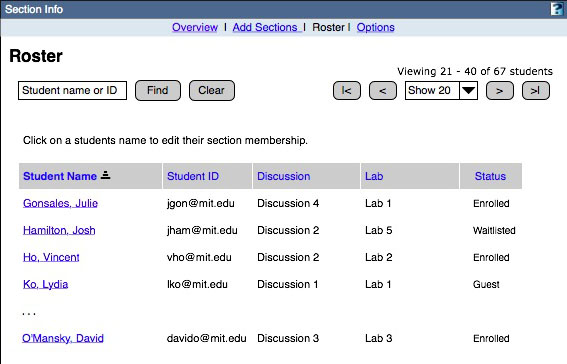 Section Info ?
Overview | Add Sections | Roster | Options
Roster
Viewing 21 - 40 of 67 students
Student name or ID Find Clear |< < Show 20 > >|
Click on a students name to edit their section membership.
Student Name Student ID Discussion Lab Status
Gonsales, Julie jgon@mit.edu Discussion 4 Lab 1 Enrolled
Hamilton, Josh jham@mit.edu Discussion 2 Lab 5 Waitlisted
Ho, Vincent vho@mit.edu Discussion 2 Lab 2 Enrolled
Ko, Lydia lko@mit.edu Discussion 1 Lab 1 Guest
. . .
O'Mansky, David davido@mit.edu Discussion 3 Lab 3 Enrolled